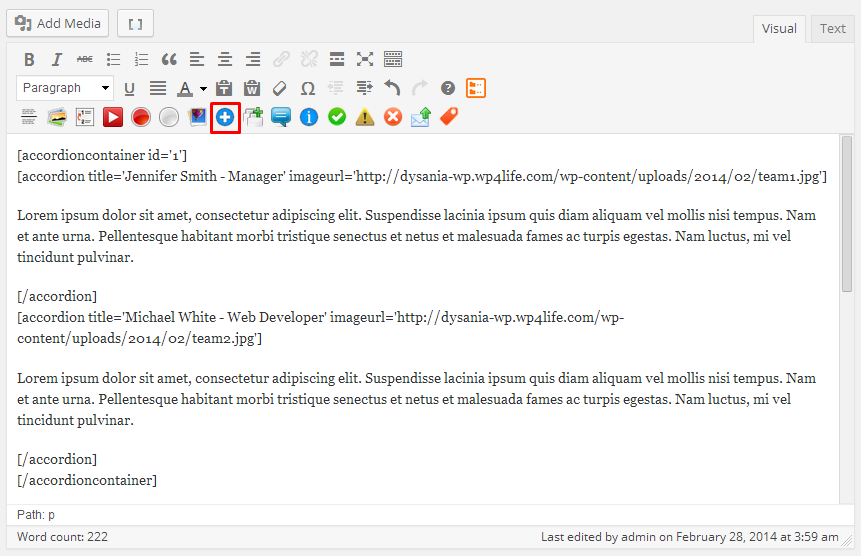 Add Media [ ]
Visual Text
B I ABC
Paragraph U A T W Ω ?
[accordioncontainer id='1']
[accordion title='Jennifer Smith - Manager' imageurl='http://dysania-wp.wp4life.com/wp-content/uploads/2014/02/team1.jpg']
Lorem ipsum dolor sit amet, consectetur adipiscing elit. Suspendisse lacinia ipsum quis diam aliquam vel mollis nisi tempus. Nam
et ante urna. Pellentesque habitant morbi tristique senectus et netus et malesuada fames ac turpis egestas. Nam luctus, mi vel
tincidunt pulvinar.
[/accordion]
[accordion title='Michael White - Web Developer' imageurl='http://dysania-wp.wp4life.com/wp-
content/uploads/2014/02/team2.jpg']
Lorem ipsum dolor sit amet, consectetur adipiscing elit. Suspendisse lacinia ipsum quis diam aliquam vel mollis nisi tempus. Nam
et ante urna. Pellentesque habitant morbi tristique senectus et netus et malesuada fames ac turpis egestas. Nam luctus, mi vel
tincidunt pulvinar.
[/accordion]
[/accordioncontainer]
Path: p
Word count: 222 Last edited by admin on February 28, 2014 at 3:59 am